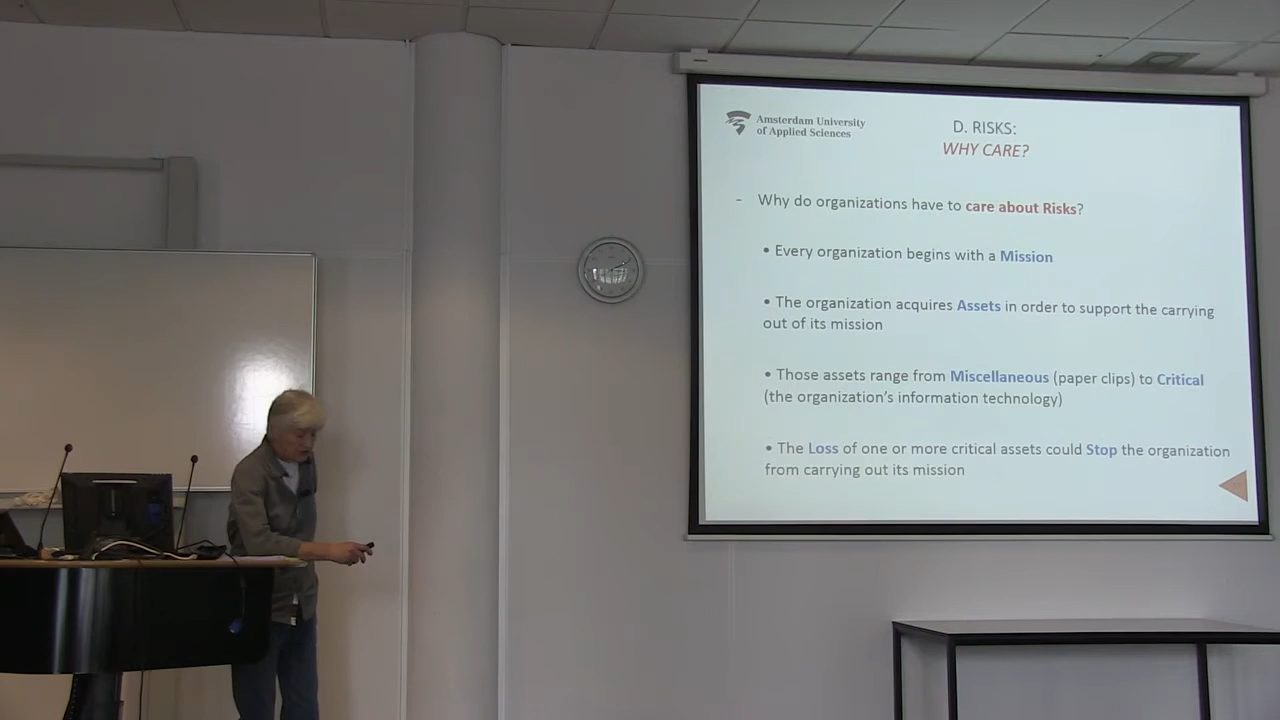 Amsterdam University
of Applied Sciences
D. RISKS:
WHY CARE?
- Why do organizations have to care about Risks?
• Every organization begins with a Mission
• The organization acquires Assets in order to support the carrying
out of its mission
• Those assets range from Miscellaneous (paper clips) to Critical
(the organization's information technology)
• The Loss of one or more critical assets could Stop the organization
from carrying out its mission